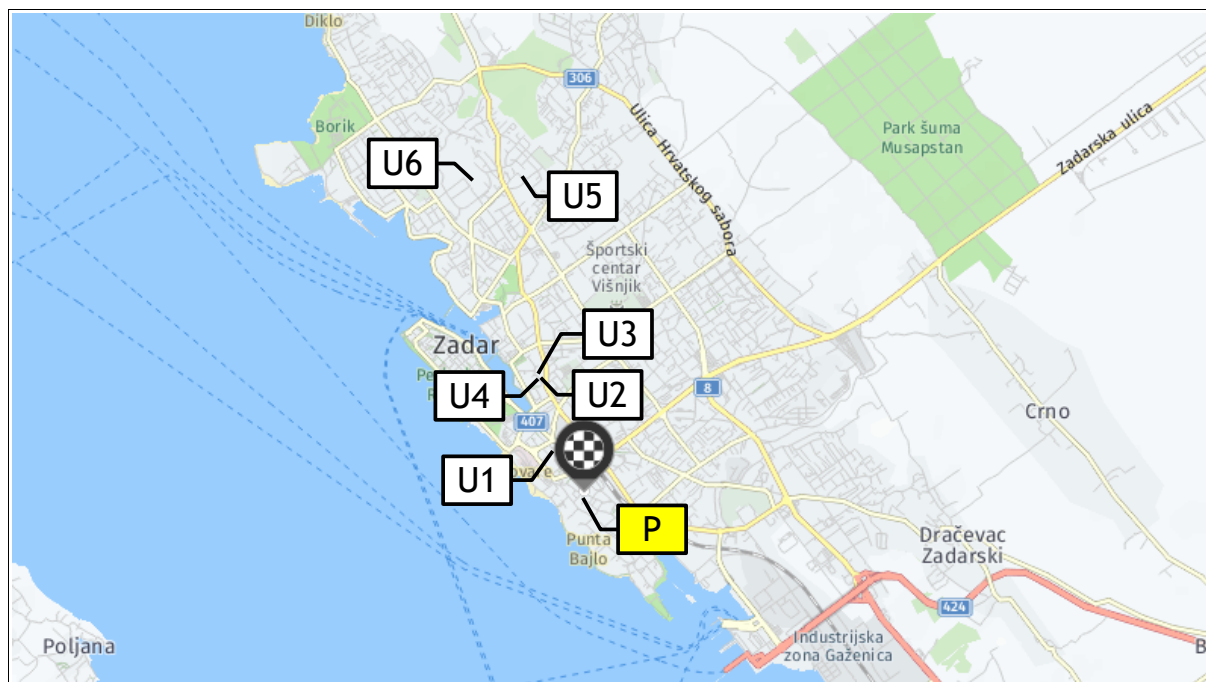 Diklo
306
Borik
Ulica Hrvatskog sabora
Park šuma
Musapstan
Zadarska ulica
U6
U5
Športski
centar
Višnjik
U3
Zadar
U4
U2
8
407
Crno
U1
P
Punta
Bajlo
Dračevac
Zadarski
424
Poljana
Industrijska
zona Gaženica